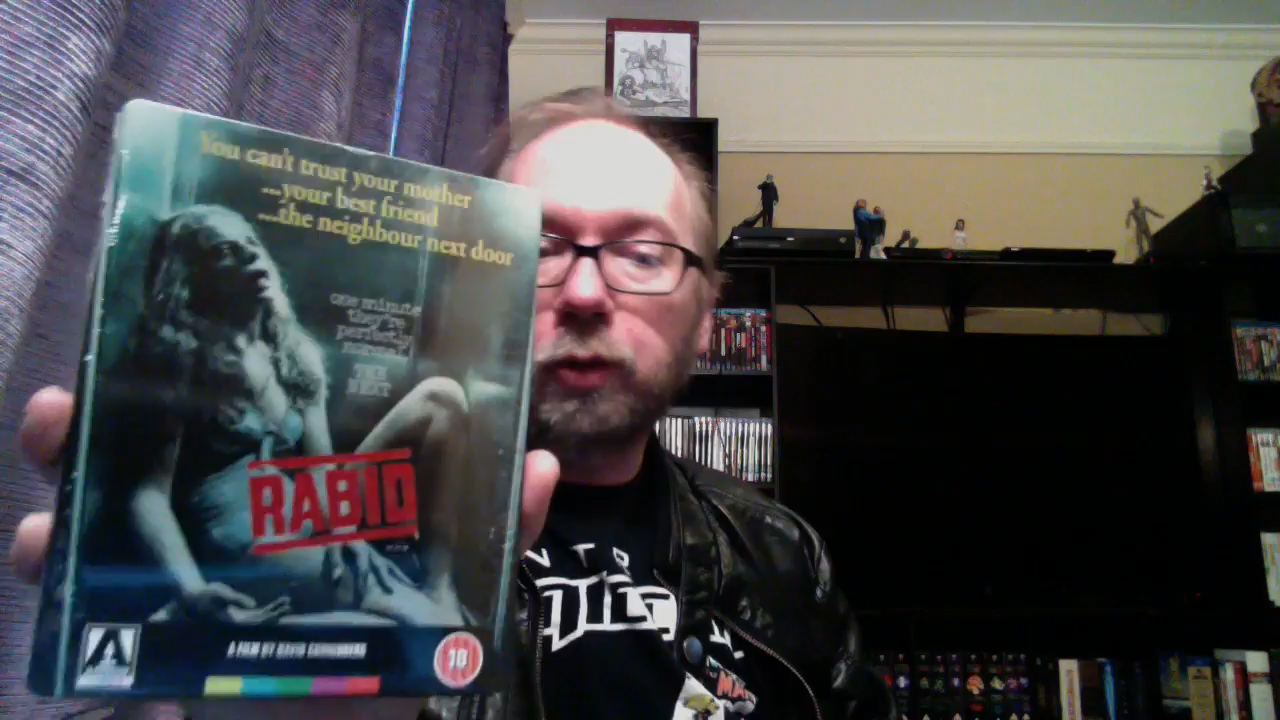 You can't trust your mother
...your best friend
...the neighbour next door
one minute
they're
perfectly
normal
THE
NEXT
RABID
A FILM BY DAVID CRONENBERG
18